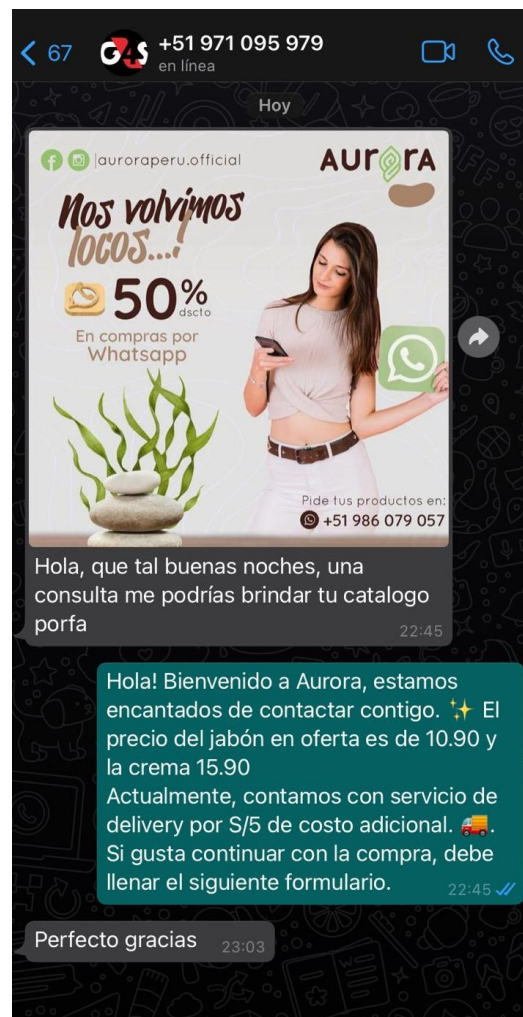 67
G4S
+51 971 095 979
en línea
Hoy
auroraperu.official
AUrOrA
Nos volvimos
locos...!
50%
dscto
En compras por
Whatsapp
Pide tus productos en:
+51 986 079 057
Hola, que tal buenas noches, una
consulta me podrías brindar tu catalogo
porfa
22:45
Hola! Bienvenido a Aurora, estamos
encantados de contactar contigo. ✨ El
precio del jabón en oferta es de 10.90 y
la crema 15.90
Actualmente, contamos con servicio de
delivery por S/5 de costo adicional. 🚚.
Si gusta continuar con la compra, debe
llenar el siguiente formulario.
22:45
Perfecto gracias
23:03